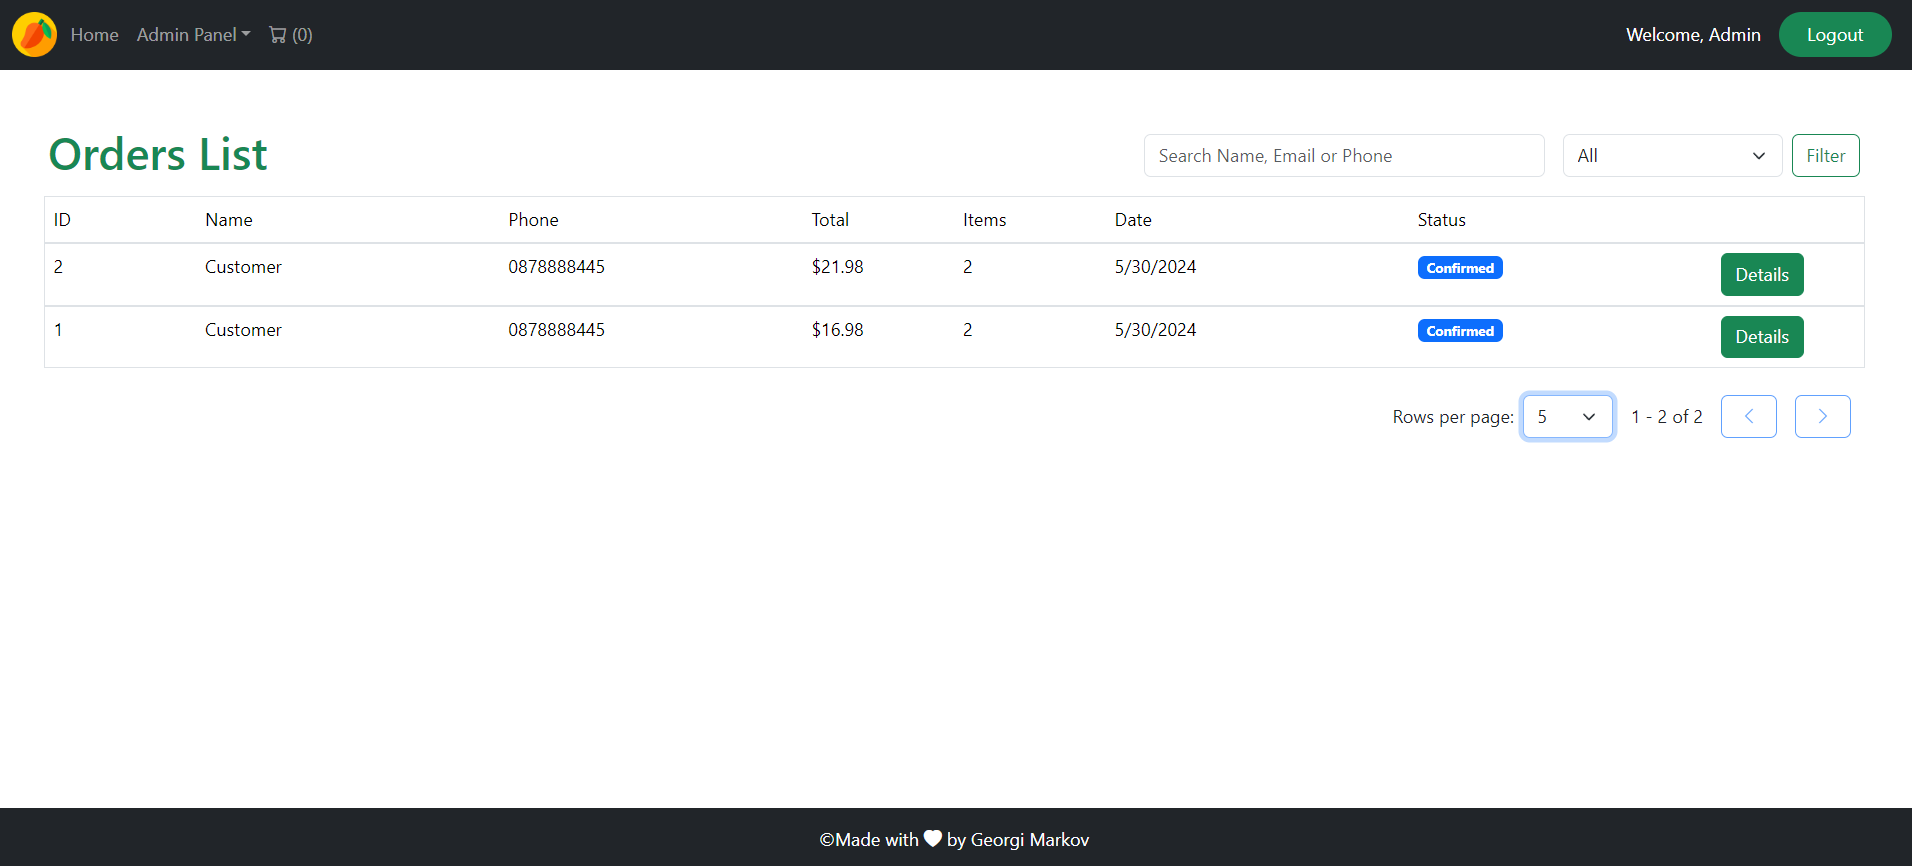 Home Admin Panel (0) Welcome, Admin Logout
Orders List Search Name, Email or Phone All Filter
ID Name Phone Total Items Date Status
2 Customer 0878888445 $21.98 2 5/30/2024 Confirmed Details
1 Customer 0878888445 $16.98 2 5/30/2024 Confirmed Details
Rows per page: 5 1 - 2 of 2
©Made with by Georgi Markov